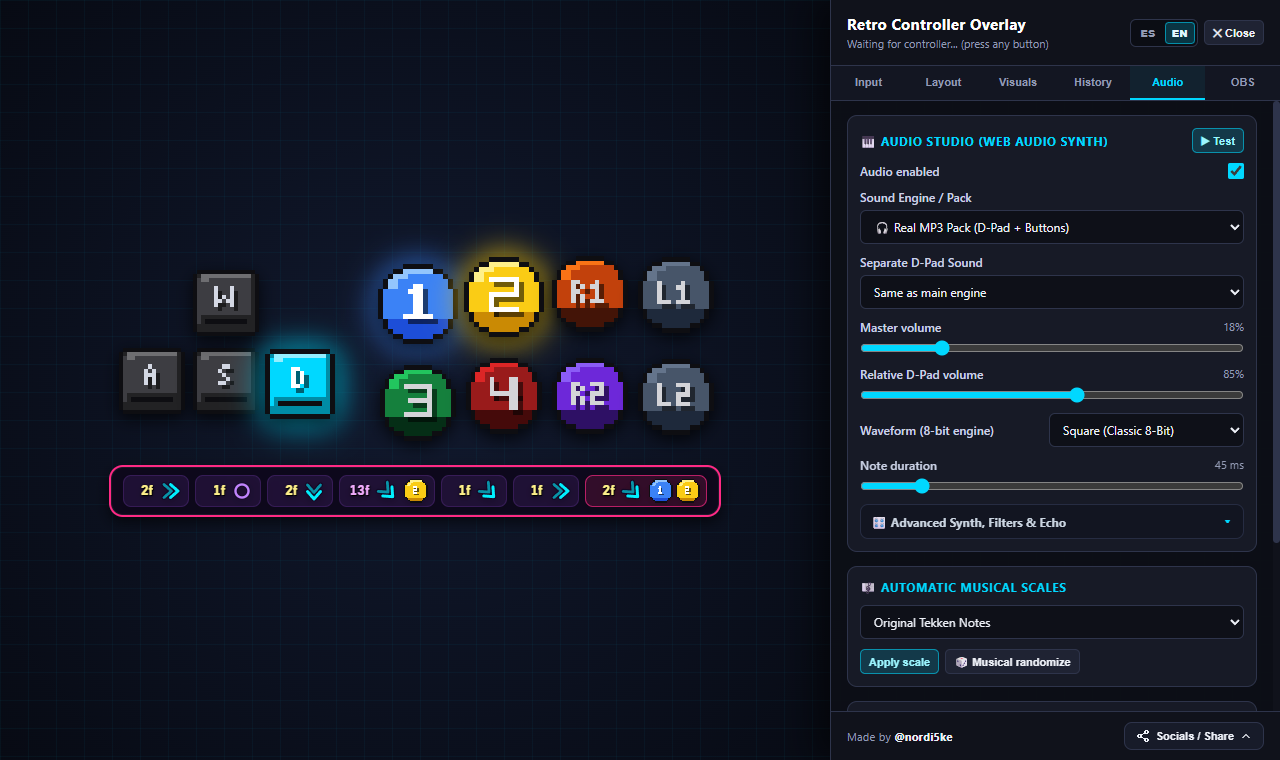 Retro Controller Overlay
Waiting for controller... (press any button)
ES EN ✕ Close
Input Layout Visuals History Audio OBS
AUDIO STUDIO (WEB AUDIO SYNTH) ▶ Test
Audio enabled
Sound Engine / Pack
Real MP3 Pack (D-Pad + Buttons)
Separate D-Pad Sound
Same as main engine
Master volume 18%
Relative D-Pad volume 85%
Waveform (8-bit engine) Square (Classic 8-Bit)
Note duration 45 ms
Advanced Synth, Filters & Echo
AUTOMATIC MUSICAL SCALES
Original Tekken Notes
Apply scale Musical randomize
Made by @nordi5ke Socials / Share
W 1 2 R1 L1
A S D 3 4 R2 L2
2f 1f 2f 13f 2 1f 1f 2f 1 2